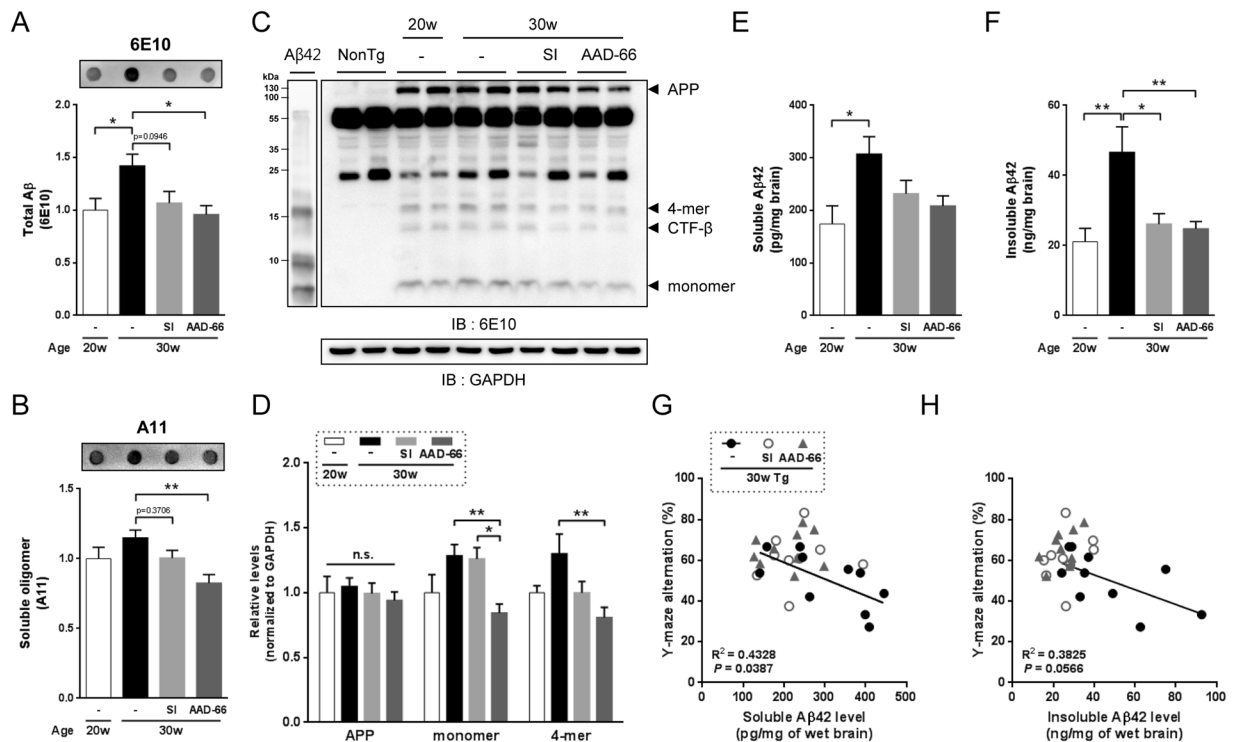 A
6E10
Total Aβ
(6E10)
2.0
1.5
1.0
0.5
0.0
*
*
p=0.0946
- - SI AAD-66
Age 20w 30w
B
A11
Soluble oligomer
(A11)
1.5
1.0
0.5
0.0
**
p=0.3706
- - SI AAD-66
Age 20w 30w
C
20w 30w
Aβ42 NonTg - - SI AAD-66
kDa
130
100
55
35
25
15
10
APP
4-mer
CTF-β
monomer
IB : 6E10
IB : GAPDH
D
- - SI AAD-66
20w 30w
Relative levels
(normalized to GAPDH)
2.0
1.5
1.0
0.5
0.0
n.s.
**
*
**
APP monomer 4-mer
E
Soluble Aβ42
(pg/mg brain)
400
300
200
100
0
*
- - SI AAD-66
Age 20w 30w
F
Insoluble Aβ42
(ng/mg brain)
60
40
20
0
**
**
*
- - SI AAD-66
Age 20w 30w
G
- SI AAD-66
30w Tg
Y-maze alternation (%)
100
80
60
40
20
0
R² = 0.4328
P = 0.0387
0 100 200 300 400 500
Soluble Aβ42 level
(pg/mg of wet brain)
H
Y-maze alternation (%)
100
80
60
40
20
0
R² = 0.3825
P = 0.0566
0 20 40 60 80 100
Insoluble Aβ42 level
(ng/mg of wet brain)